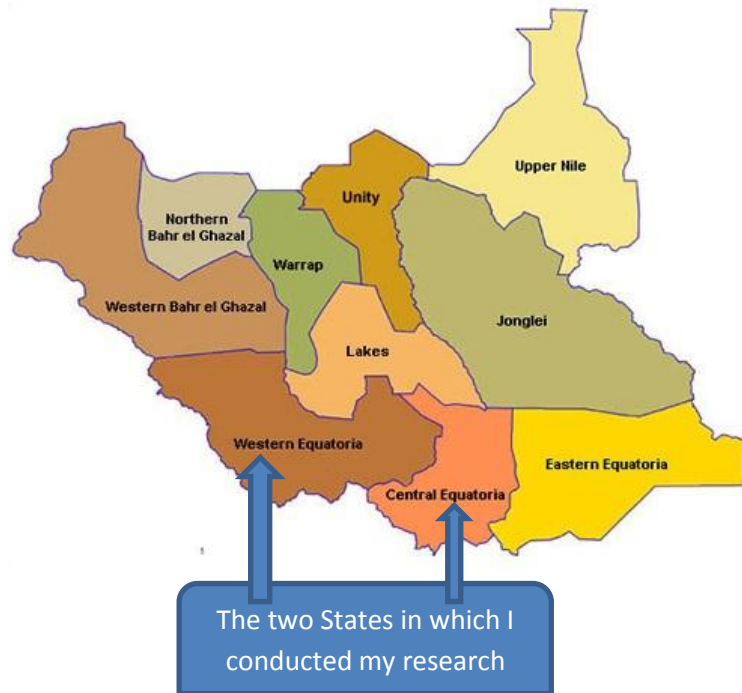 Upper Nile
Unity
Northern
Bahr el Ghazal
Warrap
Western Bahr el Ghazal
Jonglei
Lakes
Western Equatoria
Eastern Equatoria
Central Equatoria
1
The two States in which I
conducted my research